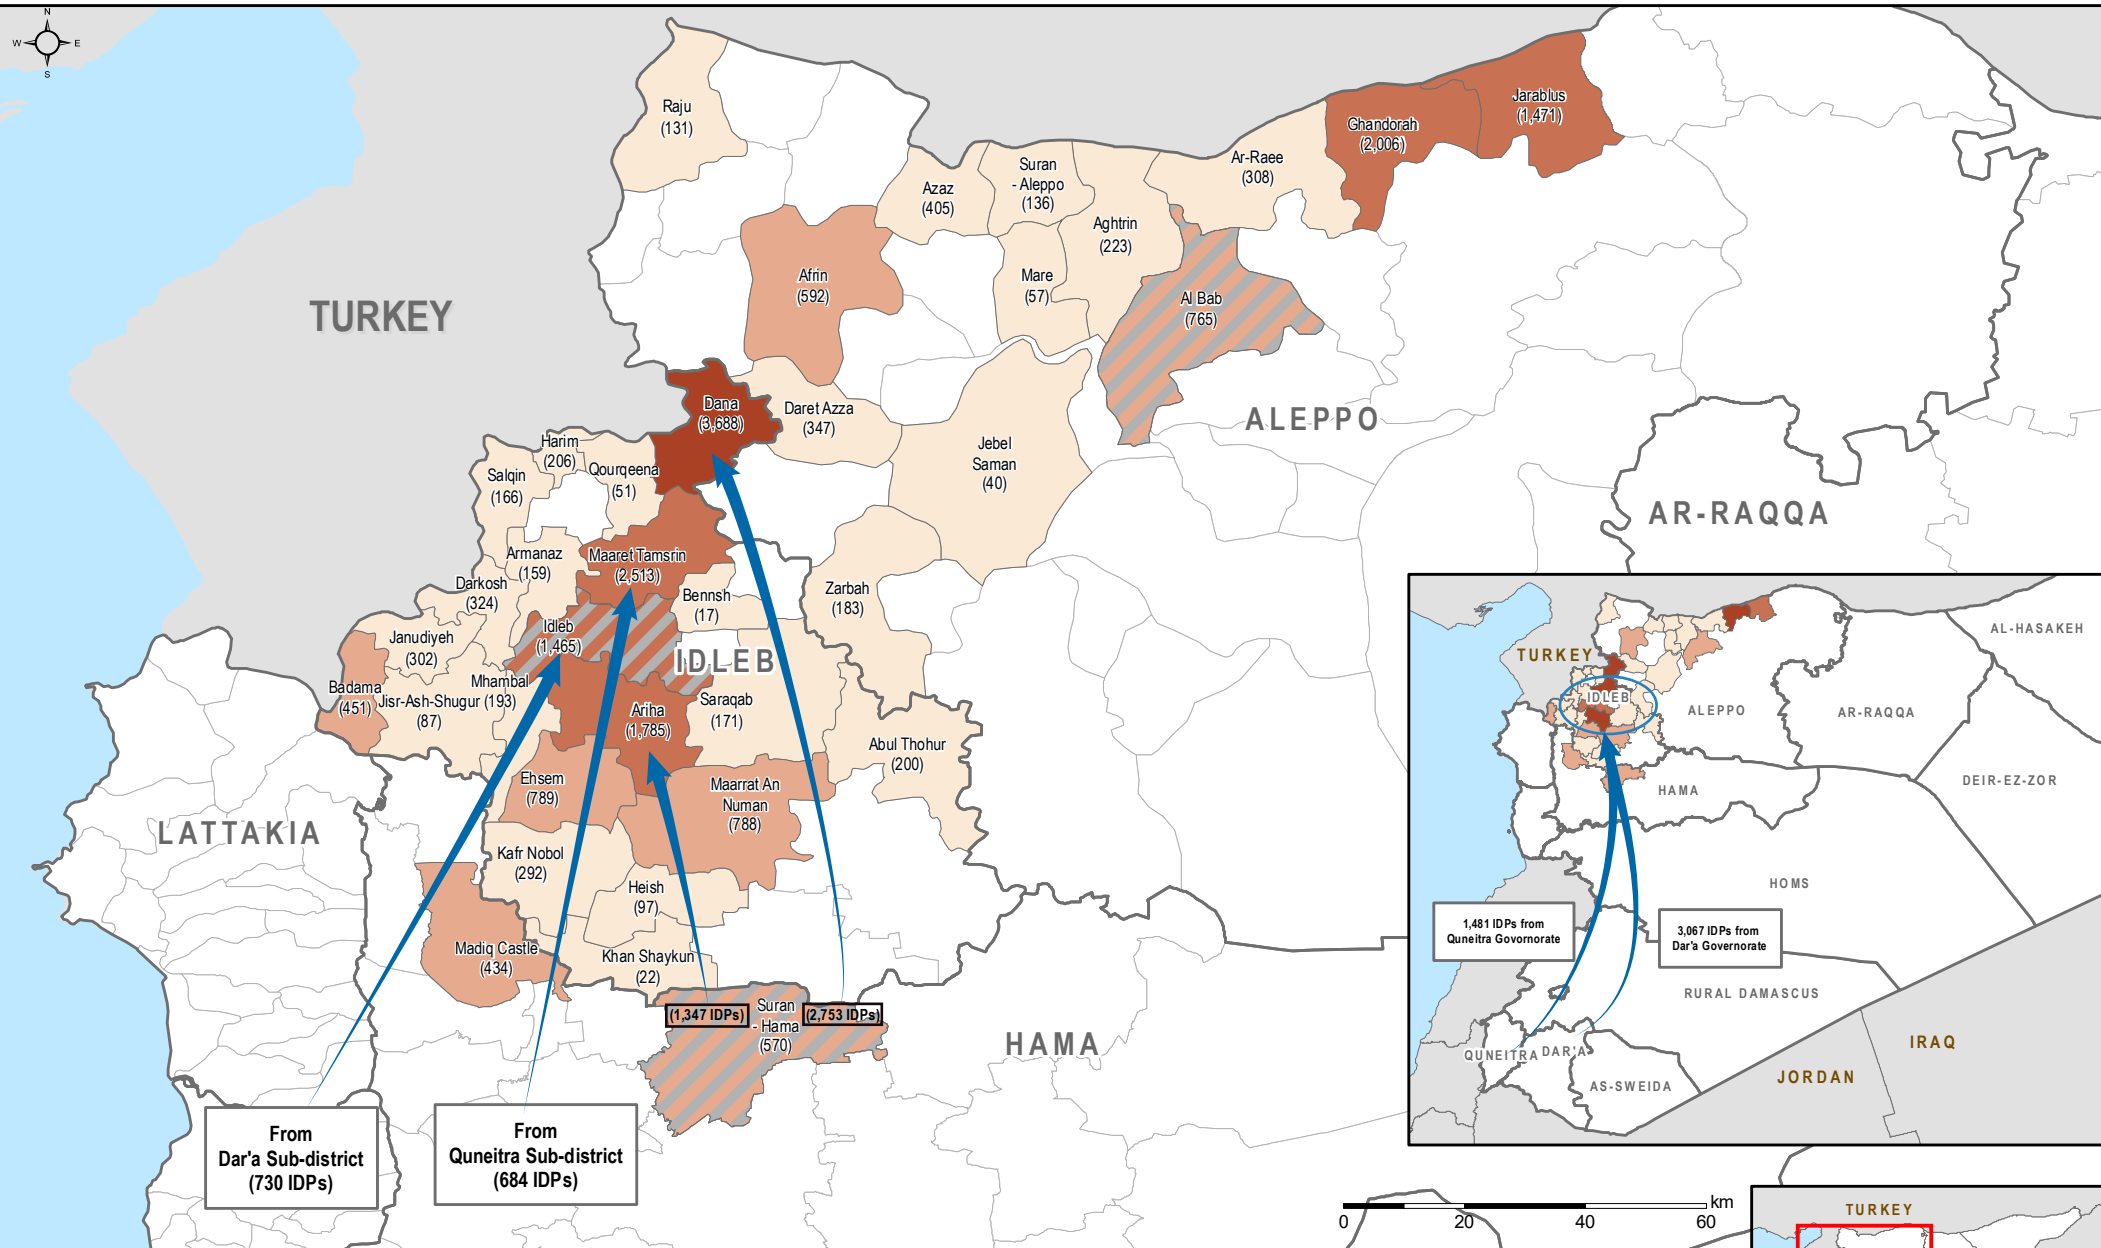 N
W
E
S
Raju
(131)
Jarablus
(1,471)
Ghandorah
(2,006)
Ar-Raee
(308)
Suran
- Aleppo
(136)
Azaz
(405)
Aghtrin
(223)
Afrin
(592)
Mare
(57)
Al Bab
(765)
TURKEY
Dana
(3,688)
Daret Azza
(347)
ALEPPO
Harim
(206)
Qourqeena
(51)
Salqin
(166)
Jebel
Saman
(40)
AR-RAQQA
Armanaz
(159)
Maaret Tamsrin
(2,513)
Darkosh
(324)
Bennsh
(17)
Zarbah
(183)
Idleb
(1,465)
Janudiyeh
(302)
IDLEB
Mhambal
(193)
Badama
(451)
Jisr-Ash-Shugur
(87)
Ariha
(1,785)
Saraqab
(171)
Abul Thohur
(200)
Ehsem
(789)
Maarrat An
Numan
(788)
LATTAKIA
Kafr Nobol
(292)
Heish
(97)
Madiq Castle
(434)
Khan Shaykun
(22)
(1,347 IDPs)
Suran
- Hama
(570)
(2,753 IDPs)
HAMA
From
Dar'a Sub-district
(730 IDPs)
From
Quneitra Sub-district
(684 IDPs)
AL-HASAKEH
TURKEY
IDLEB
ALEPPO
AR-RAQQA
DEIR-EZ-ZOR
HAMA
HOMS
1,481 IDPs from
Quneitra Govornorate
3,067 IDPs from
Dar'a Governorate
RURAL DAMASCUS
QUNEITRA
DAR'A
AS-SWEIDA
IRAQ
JORDAN
km
0
20
40
60
TURKEY